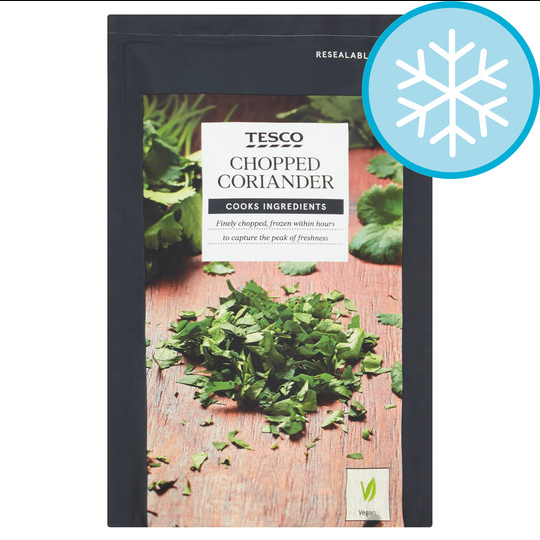 RESEALABL
TESCO
CHOPPED
CORIANDER
COOKS INGREDIENTS
Finely chopped, frozen within hours
to capture the peak of freshness
Vegan